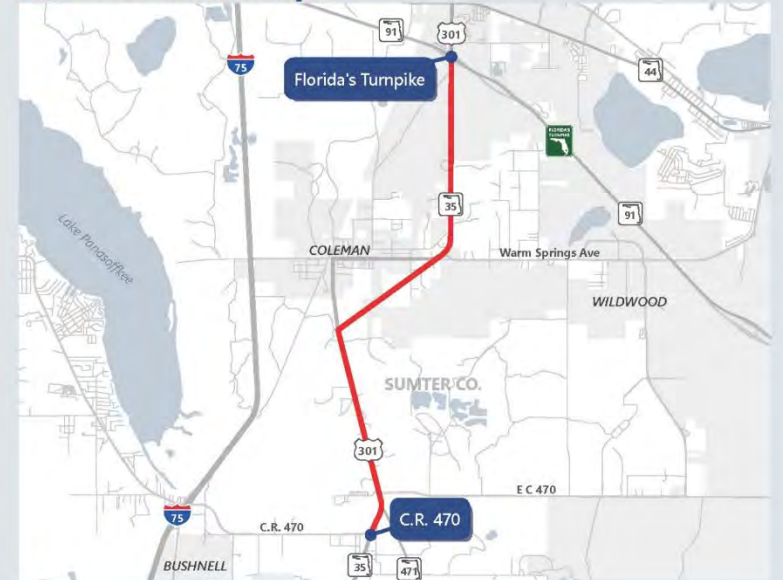 91
301
75
Florida's Turnpike
44
FLORIDA'S
TURNPIKE
35
91
Lake Panasoffkee
COLEMAN
Warm Springs Ave
WILDWOOD
SUMTER CO.
301
E C 470
75
C.R. 470
C.R. 470
BUSHNELL
35
471